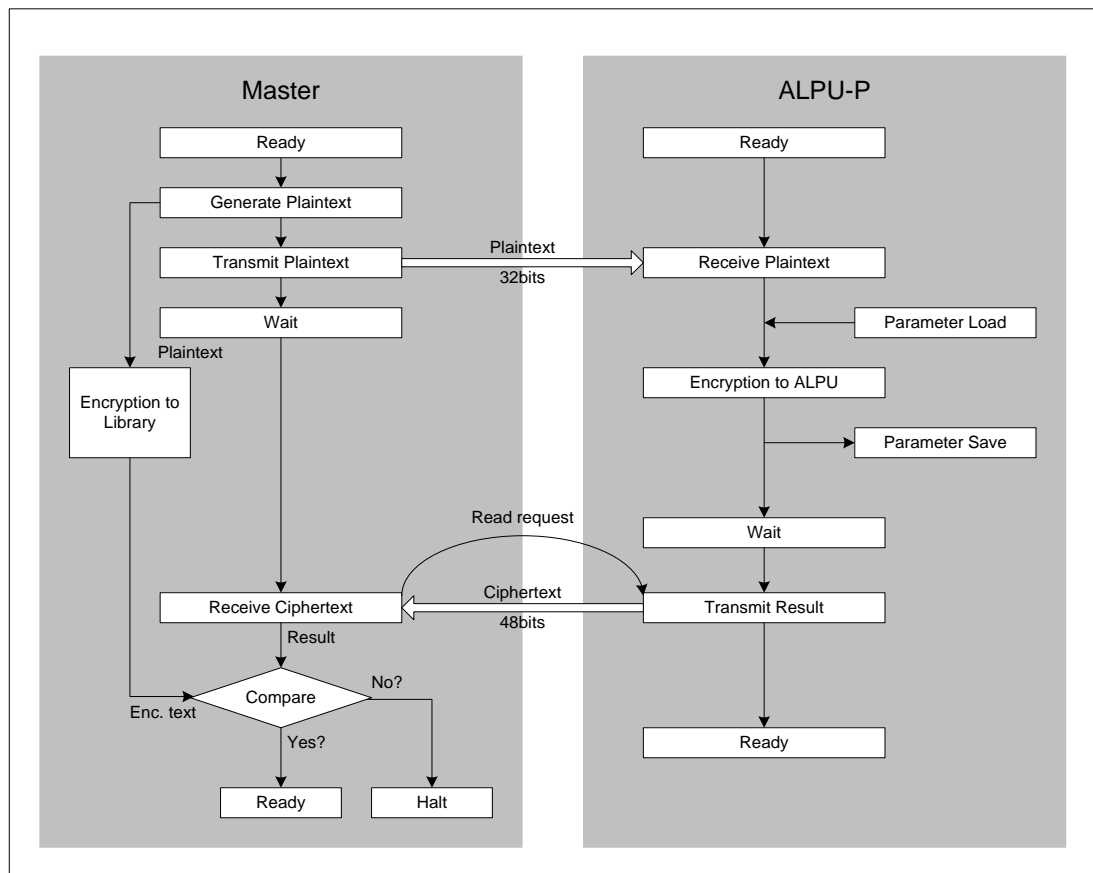 Master
ALPU-P
Ready
Ready
Generate Plaintext
Plaintext
Transmit Plaintext
Receive Plaintext
32bits
Wait
Parameter Load
Plaintext
Encryption to ALPU
Encryption to
Library
Parameter Save
Read request
Wait
Ciphertext
Receive Ciphertext
Transmit Result
48bits
Result
No?
Compare
Enc. text
Yes?
Ready
Ready
Halt